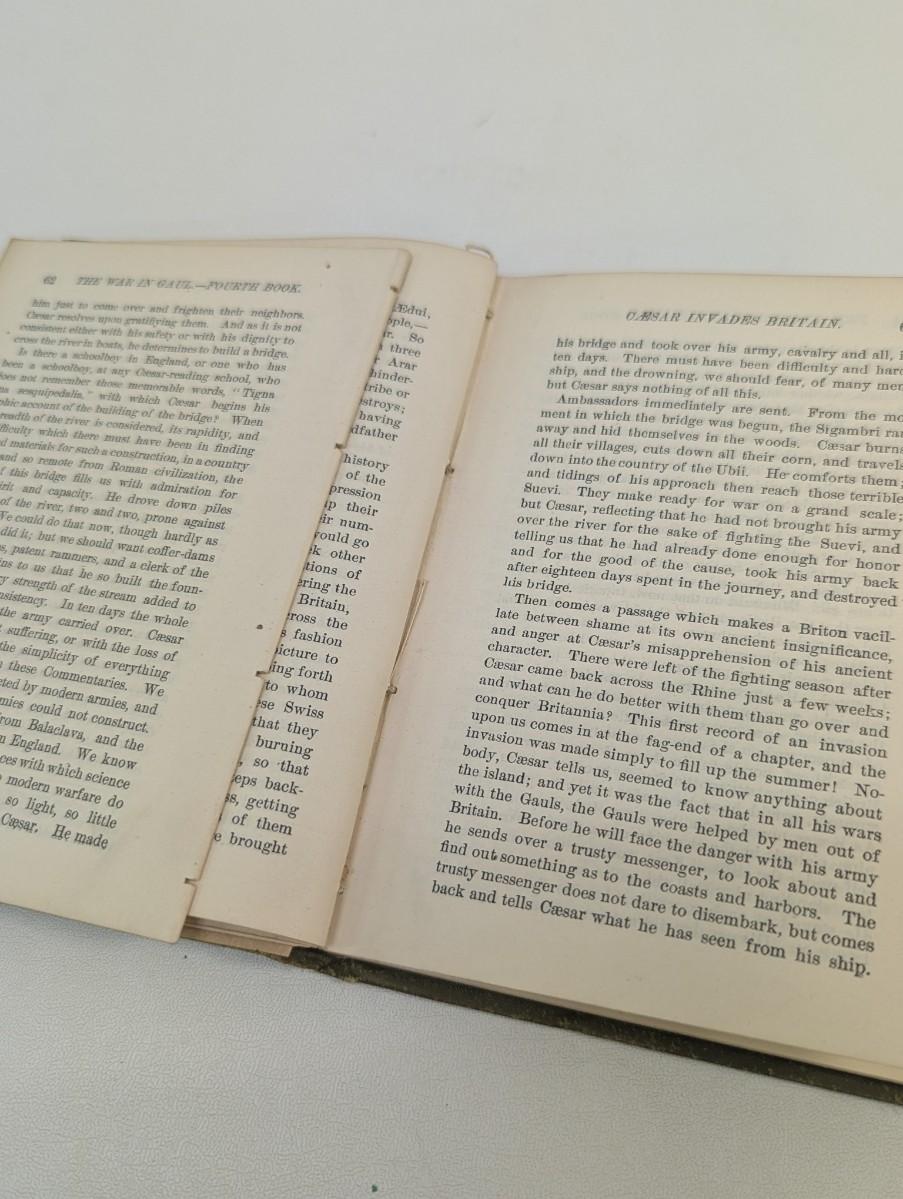 62 THE WAR IN GAUL.—FOURTH BOOK.
him just to come over and frighten their neighbors.
Cæsar resolves upon gratifying them. And as it is not
consistent either with his safety or with his dignity to
cross the river in boats, he determines to build a bridge.
Is there a schoolboy in England, or one who has
been a schoolboy, at any Cæsar-reading school, who
does not remember those memorable words, "Tigna
sesquipedalia," with which Cæsar begins his
account of the building of the bridge? When
breadth of the river is considered, its rapidity, and
difficulty which there must have been in finding
materials for such a construction, in a country
and so remote from Roman civilization, the
this bridge fills us with admiration for
and capacity. He drove down piles
of the river, two and two, prone against
We could do that now, though hardly as
did it; but we should want coffer-dams
patent rammers, and a clerk of the
to us that he so built the foun-
strength of the stream added to
In ten days the whole
the army carried over. Cæsar
suffering, or with the loss of
the simplicity of everything
these Commentaries. We
by modern armies, and
could not construct.
from Balaclava, and the
England. We know
with which science
modern warfare do
so light, so little
Cæsar. He made
Ædui,
So
three
Arar
or
having
history
of the
their
num-
would go
other
of
the
Britain,
the
fashion
to
forth
to whom
Swiss
that they
burning
so that
back-
getting
of them
brought
CÆSAR INVADES BRITAIN.
his bridge and took over his army, cavalry and all,
ten days. There must have been difficulty and
ship, and the drowning, we should fear, of many men
but Cæsar says nothing of all this.
Ambassadors immediately are sent. From the mo
ment in which the bridge was begun, the Sigambri ran
away and hid themselves in the woods. Cæsar burns
all their villages, cuts down all their corn, and travels
down into the country of the Ubii. He comforts them;
and tidings of his approach then reach those terrible
Suevi. They make ready for war on a grand scale;
but Cæsar, reflecting that he had not brought his army
over the river for the sake of fighting the Suevi, and
telling us that he had already done enough for honor
and for the good of the cause, took his army back
after eighteen days spent in the journey, and destroyed
his bridge.
Then comes a passage which makes a Briton vacil-
late between shame at its own ancient insignificance,
and anger at Cæsar's misapprehension of his ancient
character. There were left of the fighting season after
Cæsar came back across the Rhine just a few weeks;
and what can he do better with them than go over and
conquer Britannia? This first record of an invasion
upon us comes in at the fag-end of a chapter, and the
invasion was made simply to fill up the summer! No-
body, Cæsar tells us, seemed to know anything about
the island; and yet it was the fact that in all his wars
with the Gauls, the Gauls were helped by men out of
Britain. Before he will face the danger with his army
he sends over a trusty messenger, to look about and
find out something as to the coasts and harbors. The
trusty messenger does not dare to disembark, but comes
back and tells Cæsar what he has seen from his ship.